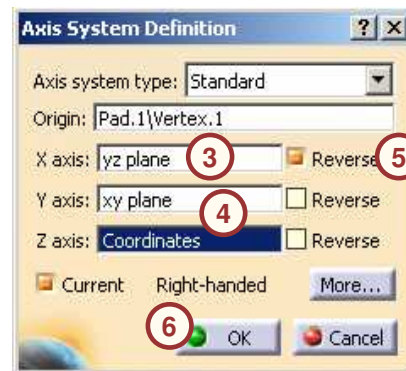 Axis System Definition ? X
Axis system type: Standard
Origin: Pad.1\Vertex.1
X axis: yz plane 3 Reverse 5
Y axis: xy plane Reverse
4
Z axis: Coordinates Reverse
Current Right-handed More...
6 OK Cancel